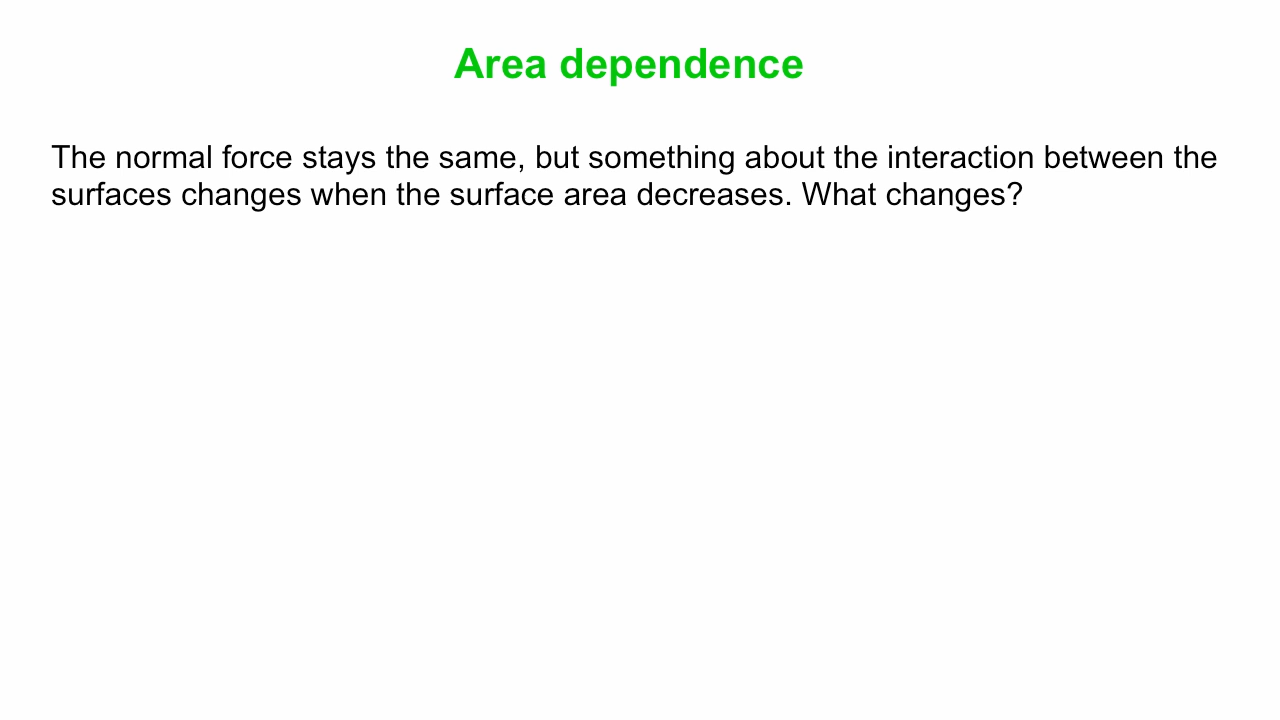 Area dependence
The normal force stays the same, but something about the interaction between the
surfaces changes when the surface area decreases. What changes?